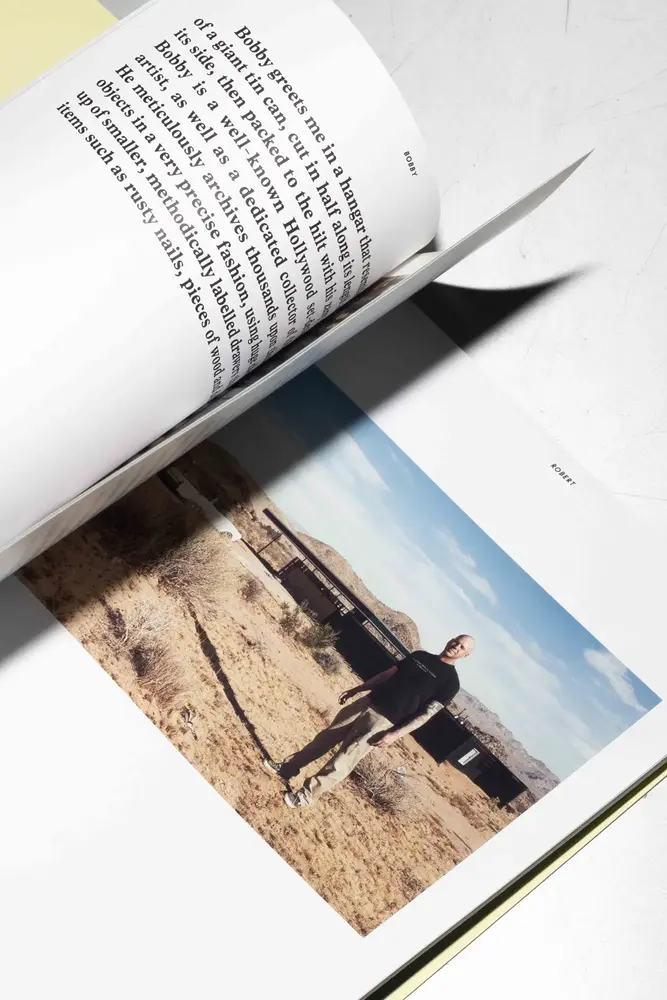 BOBBY
Bobby greets me in a hangar that
of a giant tin can, cut in half along its
its side, then packed to the hilt with his
Bobby is a well-known Hollywood
artist, as well as a dedicated collector
He meticulously archives thousands upon
objects in a very precise fashion, using
up of smaller, methodically labelled drawers
items such as rusty nails, pieces of wood and
ROBERT